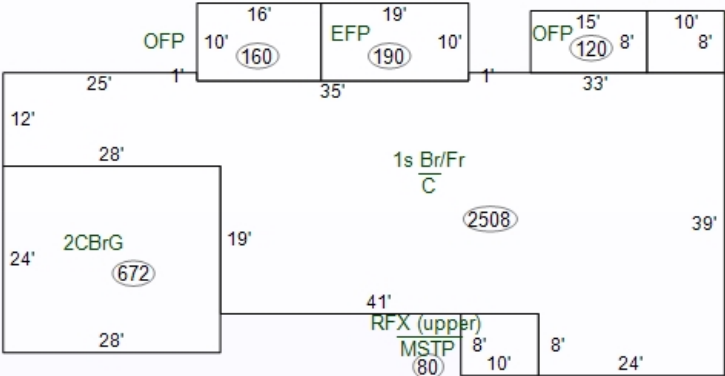 16' 19' 15' 10'
OFP 10' EFP 10' OFP 8' 8'
160 190 120
25' 1' 35' 1' 33'
12'
28' 1s Br/Fr
C
2508 39'
2CBrG 19'
24' 672
41'
RFX (upper)
28' MSTP 8' 8'
80 10' 24'